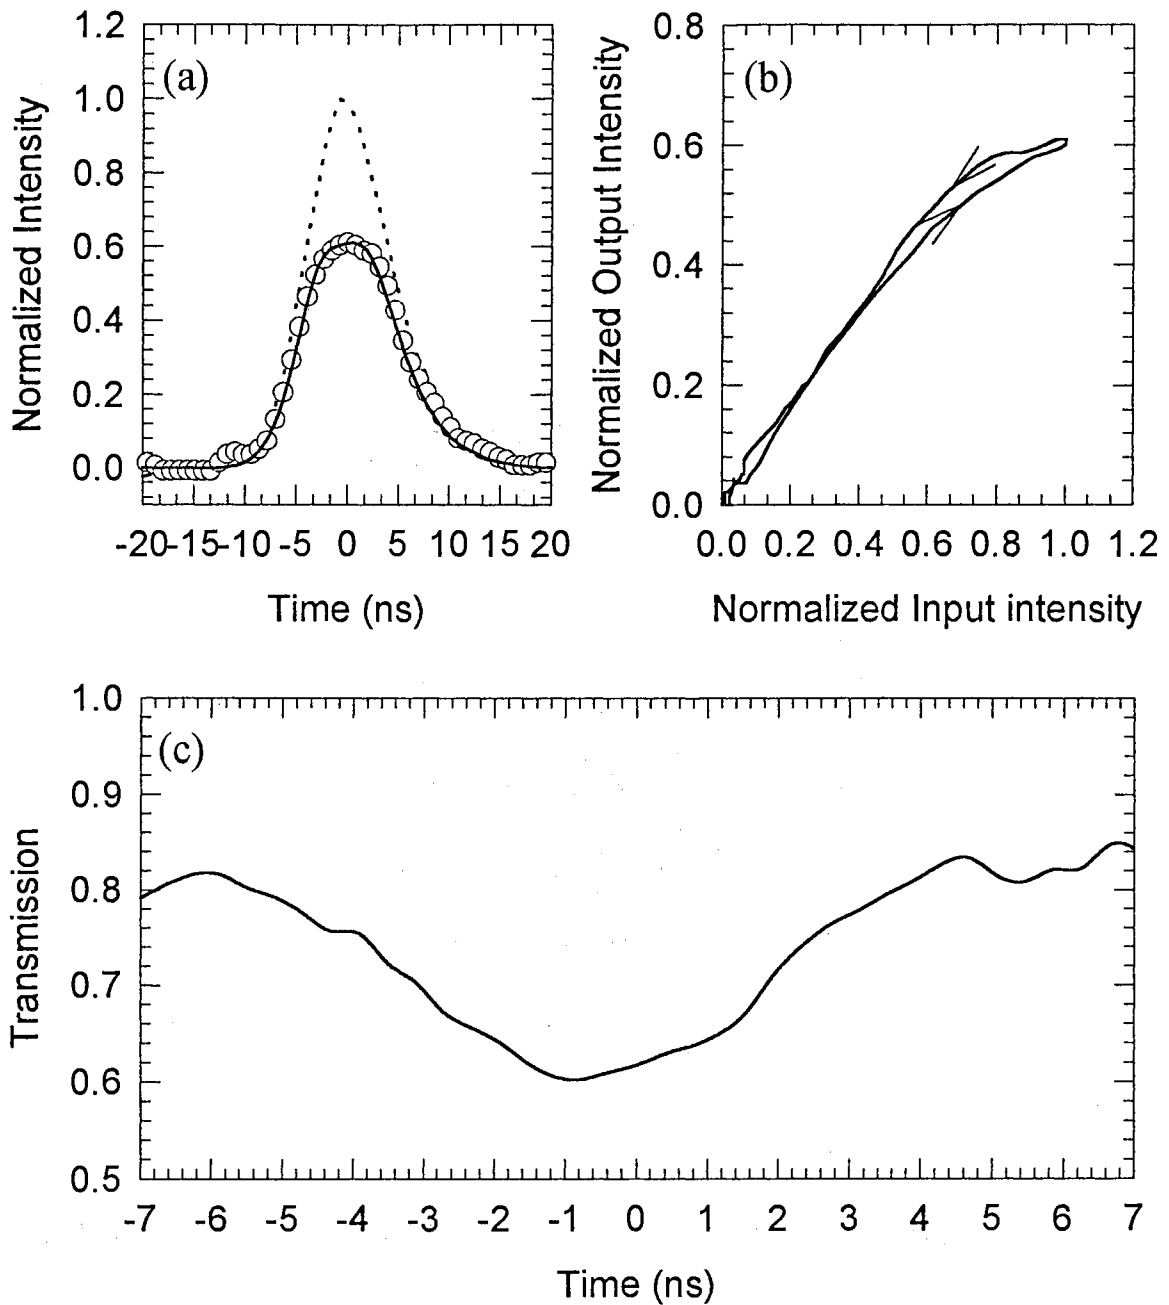 (a)
Normalized Intensity
1.2
1.0
0.8
0.6
0.4
0.2
0.0
-20 -15 -10 -5 0 5 10 15 20
Time (ns)
(b)
Normalized Output Intensity
0.8
0.6
0.4
0.2
0.0
0.0 0.2 0.4 0.6 0.8 1.0 1.2
Normalized Input intensity
(c)
Transmission
1.0
0.9
0.8
0.7
0.6
0.5
-7 -6 -5 -4 -3 -2 -1 0 1 2 3 4 5 6 7
Time (ns)